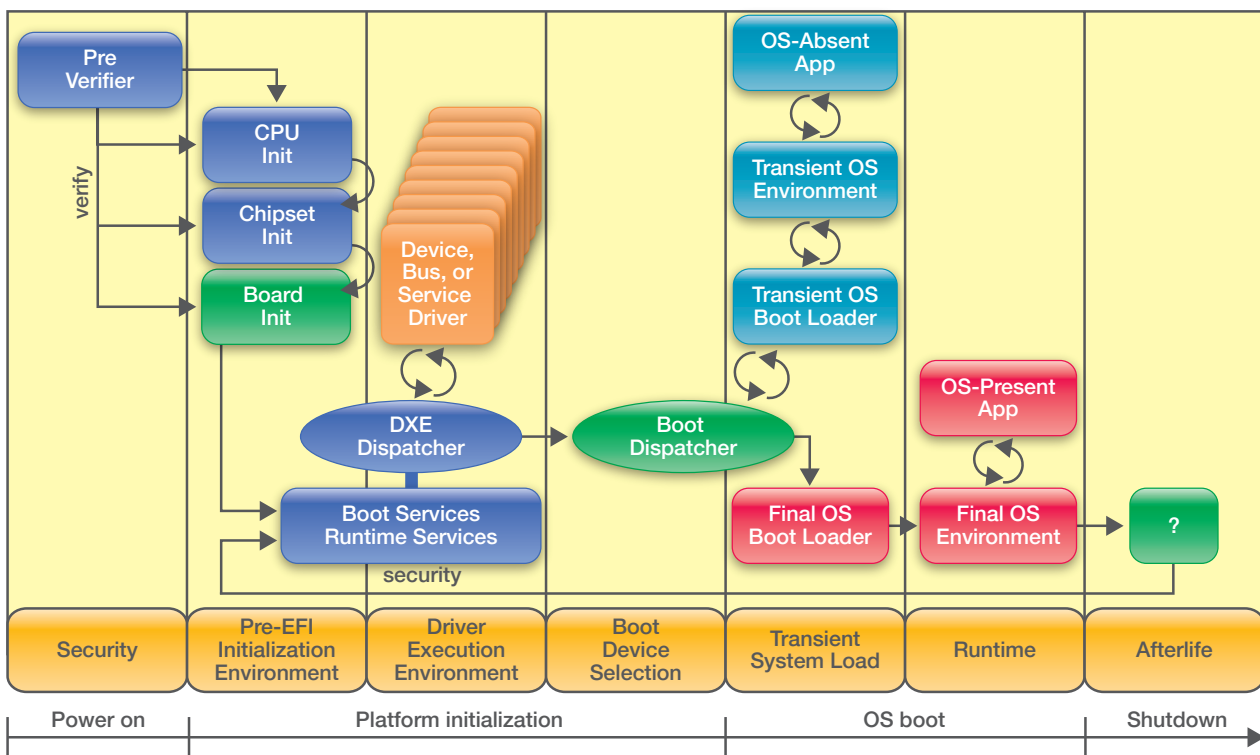 Pre
Verifier
verify
CPU
Init
Chipset
Init
Board
Init
Device,
Bus, or
Service
Driver
DXE
Dispatcher
Boot Services
Runtime Services
security
Boot
Dispatcher
OS-Absent
App
Transient OS
Environment
Transient OS
Boot Loader
Final OS
Boot Loader
OS-Present
App
Final OS
Environment
?
Security
Pre-EFI
Initialization
Environment
Driver
Execution
Environment
Boot
Device
Selection
Transient
System Load
Runtime
Afterlife
Power on
Platform initialization
OS boot
Shutdown